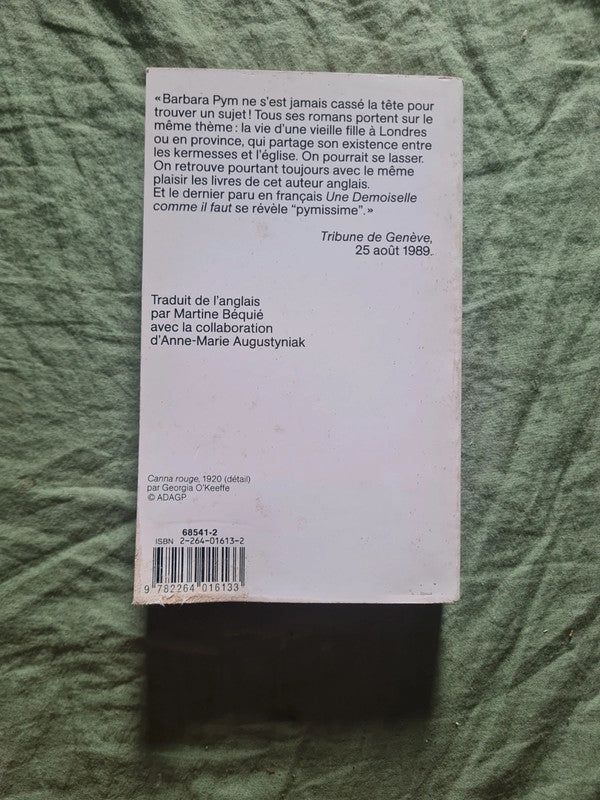 « Barbara Pym ne s'est jamais cassé la tête pour
trouver un sujet ! Tous ses romans portent sur le
même thème : la vie d'une vieille fille à Londres
ou en province, qui partage son existence entre
les kermesses et l'église. On pourrait se lasser.
On retrouve pourtant toujours avec le même
plaisir les livres de cet auteur anglais.
Et le dernier paru en français Une Demoiselle
comme il faut se révèle "pymissime". »
Tribune de Genève,
25 août 1989.
Traduit de l'anglais
par Martine Béquié
avec la collaboration
d'Anne-Marie Augustyniak
Canna rouge, 1920 (détail)
par Georgia O'Keeffe
© ADAGP
68541-2
ISBN 2-264-01613-2
9 782264 016133